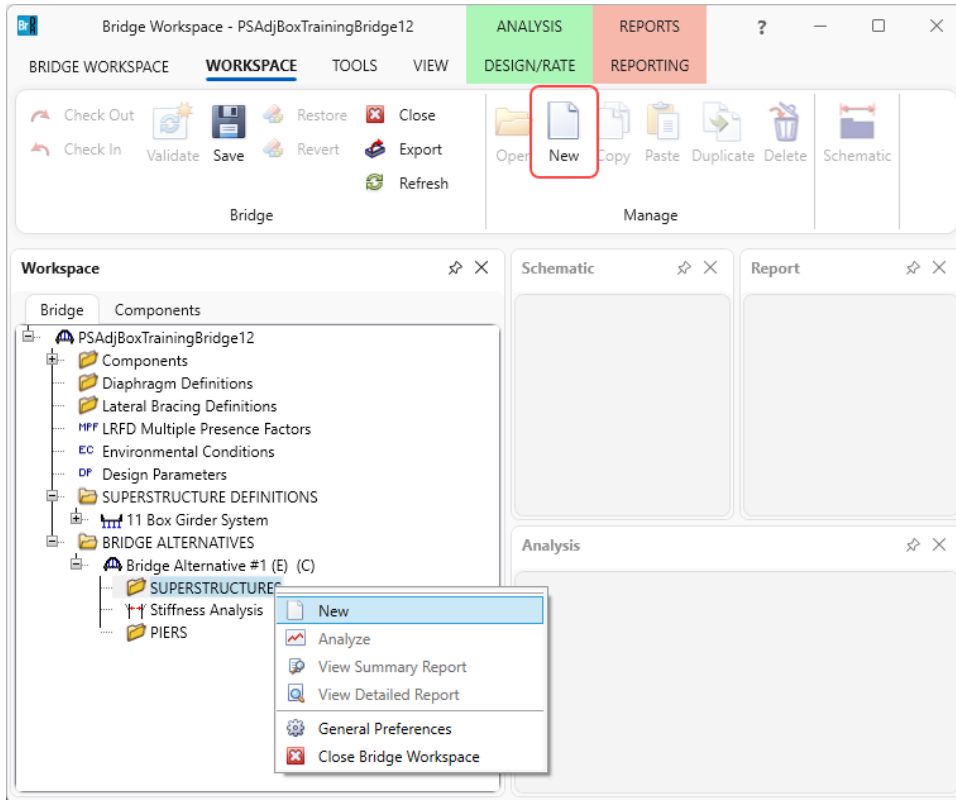 Br
Bridge Workspace - PSAdjBoxTrainingBridge12
ANALYSIS
REPORTS
?
BRIDGE WORKSPACE
WORKSPACE
TOOLS
VIEW
DESIGN/RATE
REPORTING
Check Out
Check In
Validate
Save
Restore
Revert
Close
Export
Refresh
Bridge
Open
New
Copy
Paste
Duplicate
Delete
Schematic
Manage
Workspace
Bridge
Components
PSAdjBoxTrainingBridge12
Components
Diaphragm Definitions
Lateral Bracing Definitions
MPF LRFD Multiple Presence Factors
EC Environmental Conditions
DP Design Parameters
SUPERSTRUCTURE DEFINITIONS
11 Box Girder System
BRIDGE ALTERNATIVES
Bridge Alternative #1 (E) (C)
SUPERSTRUCTURES
Stiffness Analysis
PIERS
New
Analyze
View Summary Report
View Detailed Report
General Preferences
Close Bridge Workspace
Schematic
Report
Analysis